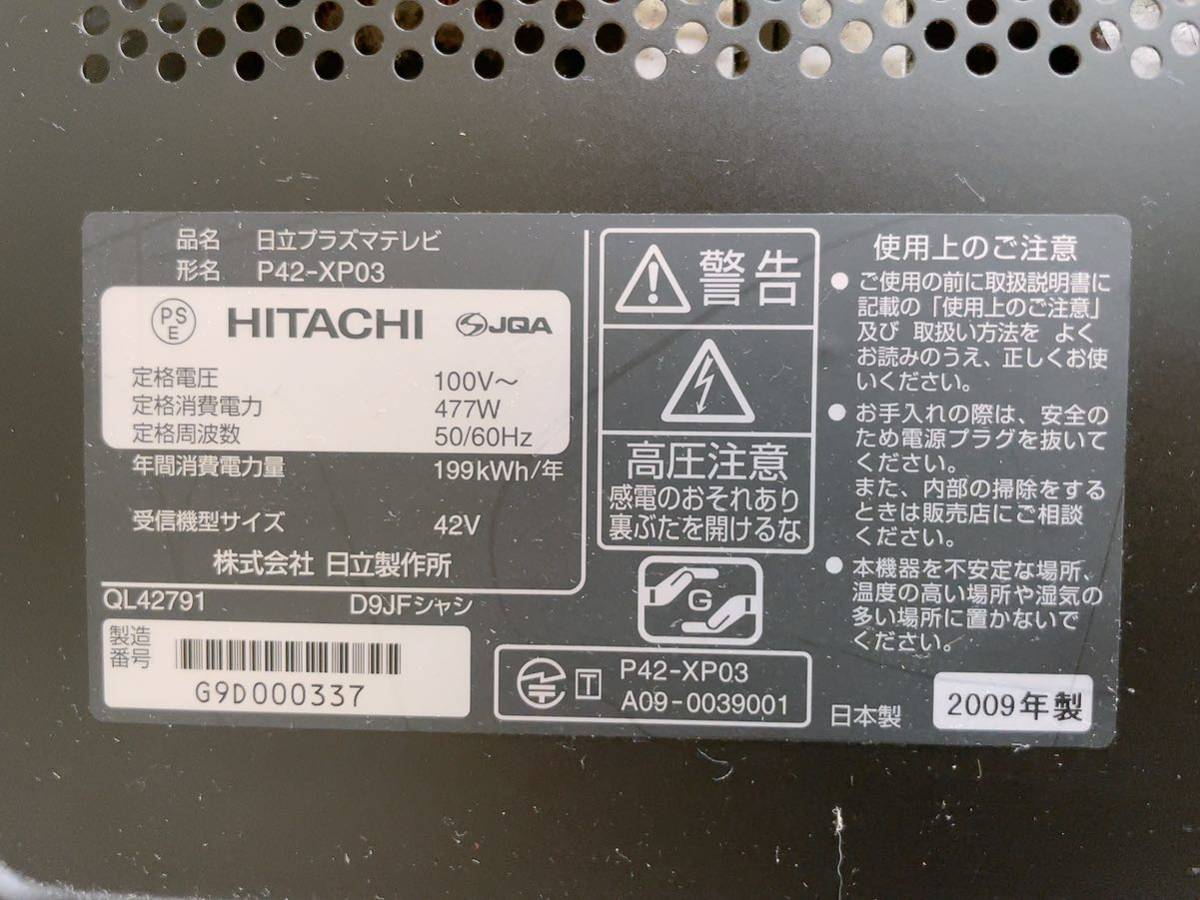 品名 日立プラズマテレビ
形名 P42-XP03
PS
E
HITACHI JQA
定格電圧 100V～
定格消費電力 477W
定格周波数 50/60Hz
年間消費電力量 199kWh/年
受信機型サイズ 42V
株式会社 日立製作所
QL42791 D9JFシャシ
製造
番号
G9D000337
警告
高圧注意
感電のおそれあり
裏ぶたを開けるな
G
T P42-XP03
A09-0039001
使用上のご注意
● ご使用の前に取扱説明書に
記載の「使用上のご注意」
及び 取扱い方法を よく
お読みのうえ、正しくお使
いください。
● お手入れの際は、安全の
ため電源プラグを抜いて
ください。
また、内部の掃除をする
ときは販売店にご相談
ください。
● 本機器を不安定な場所、
温度の高い場所や湿気の
多い場所に置かないで
ください。
日本製 2009年製